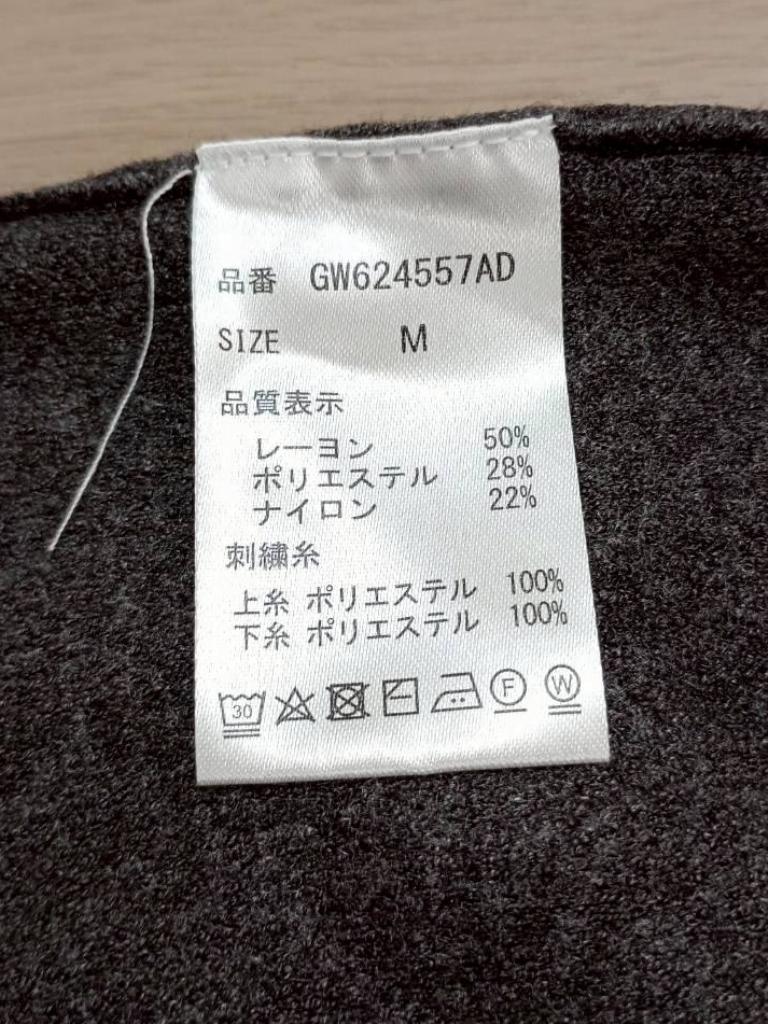 品番 GW624557AD
SIZE M
品質表示
レーヨン 50%
ポリエステル 28%
ナイロン 22%
刺繍糸
上糸 ポリエステル 100%
下糸 ポリエステル 100%
30 F W